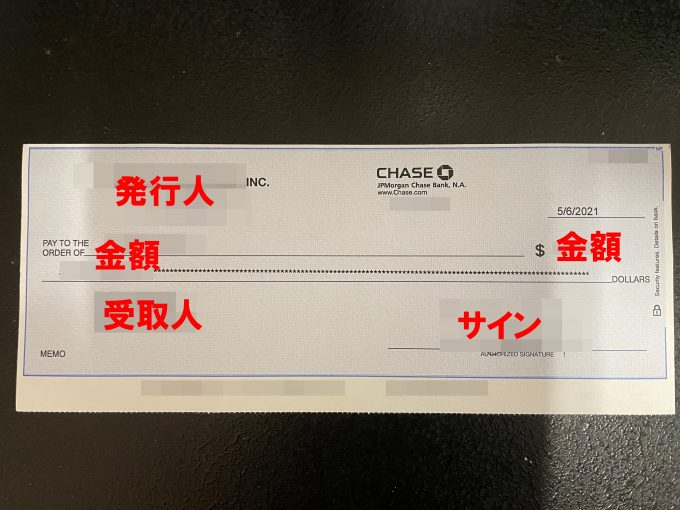 NP
発行人 INC.
CHASE
JPMorgan Chase Bank, N.A.
www.Chase.com
5/6/2021
PAY TO THE
ORDER OF
金額
$
金額
****************************************************************************************************
DOLLARS
受取人
サイン
MEMO
AUTHORIZED SIGNATURE
Security features. Details on back.